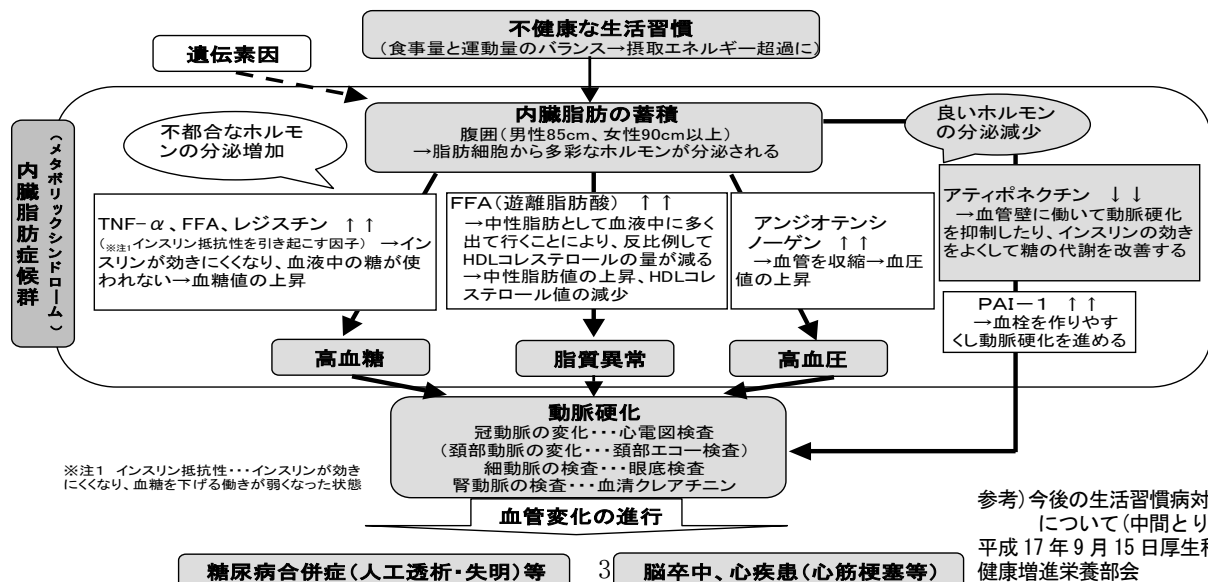 不健康な生活習慣
(食事量と運動量のバランス→摂取エネルギー超過に)
遺伝素因
内臓脂肪の蓄積
腹囲(男性85cm、女性90cm以上)
→脂肪細胞から多彩なホルモンが分泌される
不都合なホルモ
ンの分泌増加
良いホルモン
の分泌減少
内臓脂肪症候群
(メタボリックシンドローム)
TNF-α、FFA、レジスチン ↑↑
(※注1インスリン抵抗性を引き起こす因子) →イン
スリンが効きにくくなり、血液中の糖が使
われない→血糖値の上昇
FFA(遊離脂肪酸) ↑↑
→中性脂肪として血液中に多く
出て行くことにより、反比例して
HDLコレステロールの量が減る
→中性脂肪値の上昇、HDLコレ
ステロール値の減少
アンジオテンシ
ノーゲン ↑↑
→血管を収縮→血圧
値の上昇
アティポネクチン ↓↓
→血管壁に働いて動脈硬化
を抑制したり、インスリンの効き
をよくして糖の代謝を改善する
PAI-1 ↑↑
→血栓を作りやす
くし動脈硬化を進める
高血糖
脂質異常
高血圧
動脈硬化
冠動脈の変化・・・心電図検査
(頚部動脈の変化・・・頚部エコー検査)
細動脈の検査・・・眼底検査
腎動脈の検査・・・血清クレアチニン
※注1 インスリン抵抗性・・・インスリンが効き
にくくなり、血糖を下げる働きが弱くなった状態
血管変化の進行
参考)今後の生活習慣病対
について(中間とり
平成17年9月15日厚生科
健康増進栄養部会
糖尿病合併症(人工透析・失明)等
3
脳卒中、心疾患(心筋梗塞等)